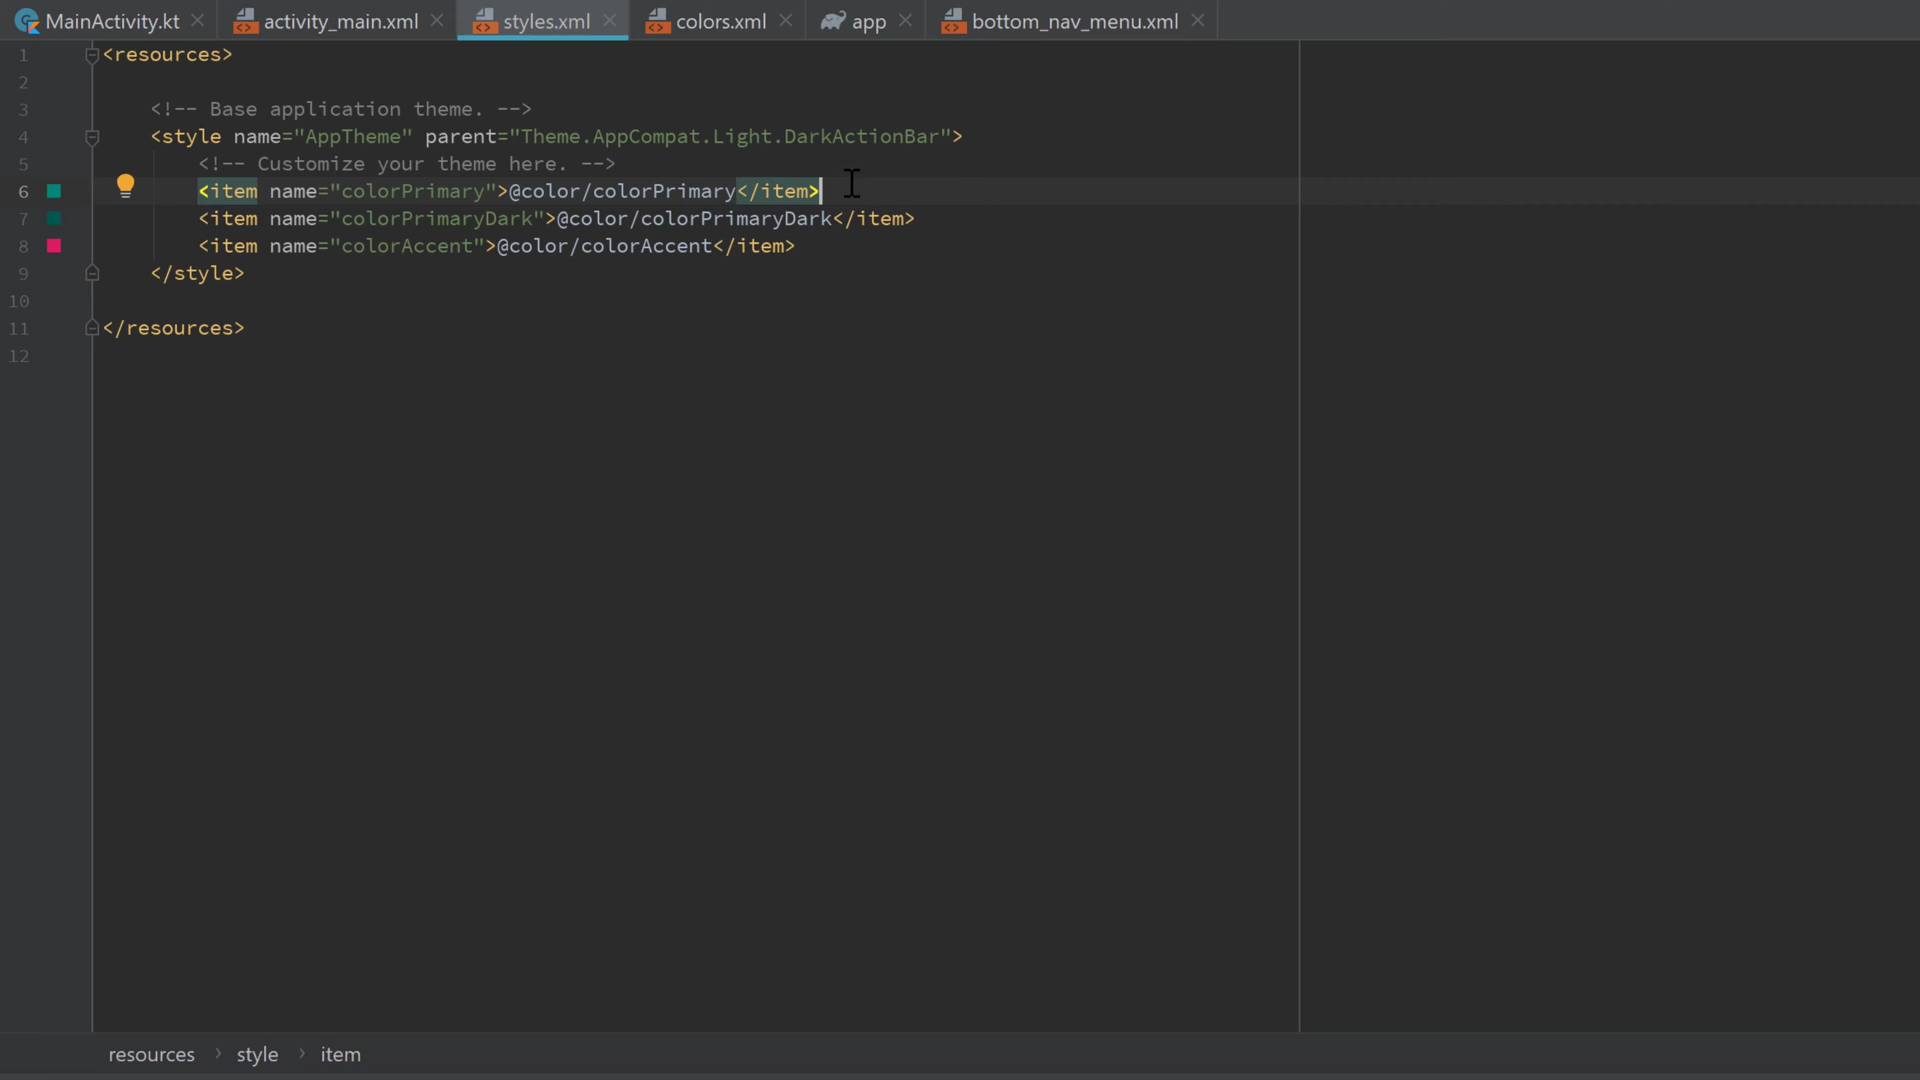 MainActivity.kt activity_main.xml styles.xml colors.xml app bottom_nav_menu.xml
1 <resources>
2
3 <!-- Base application theme. -->
4 <style name="AppTheme" parent="Theme.AppCompat.Light.DarkActionBar">
5 <!-- Customize your theme here. -->
6 <item name="colorPrimary">@color/colorPrimary</item>
7 <item name="colorPrimaryDark">@color/colorPrimaryDark</item>
8 <item name="colorAccent">@color/colorAccent</item>
9 </style>
10
11 </resources>
12
resources › style › item